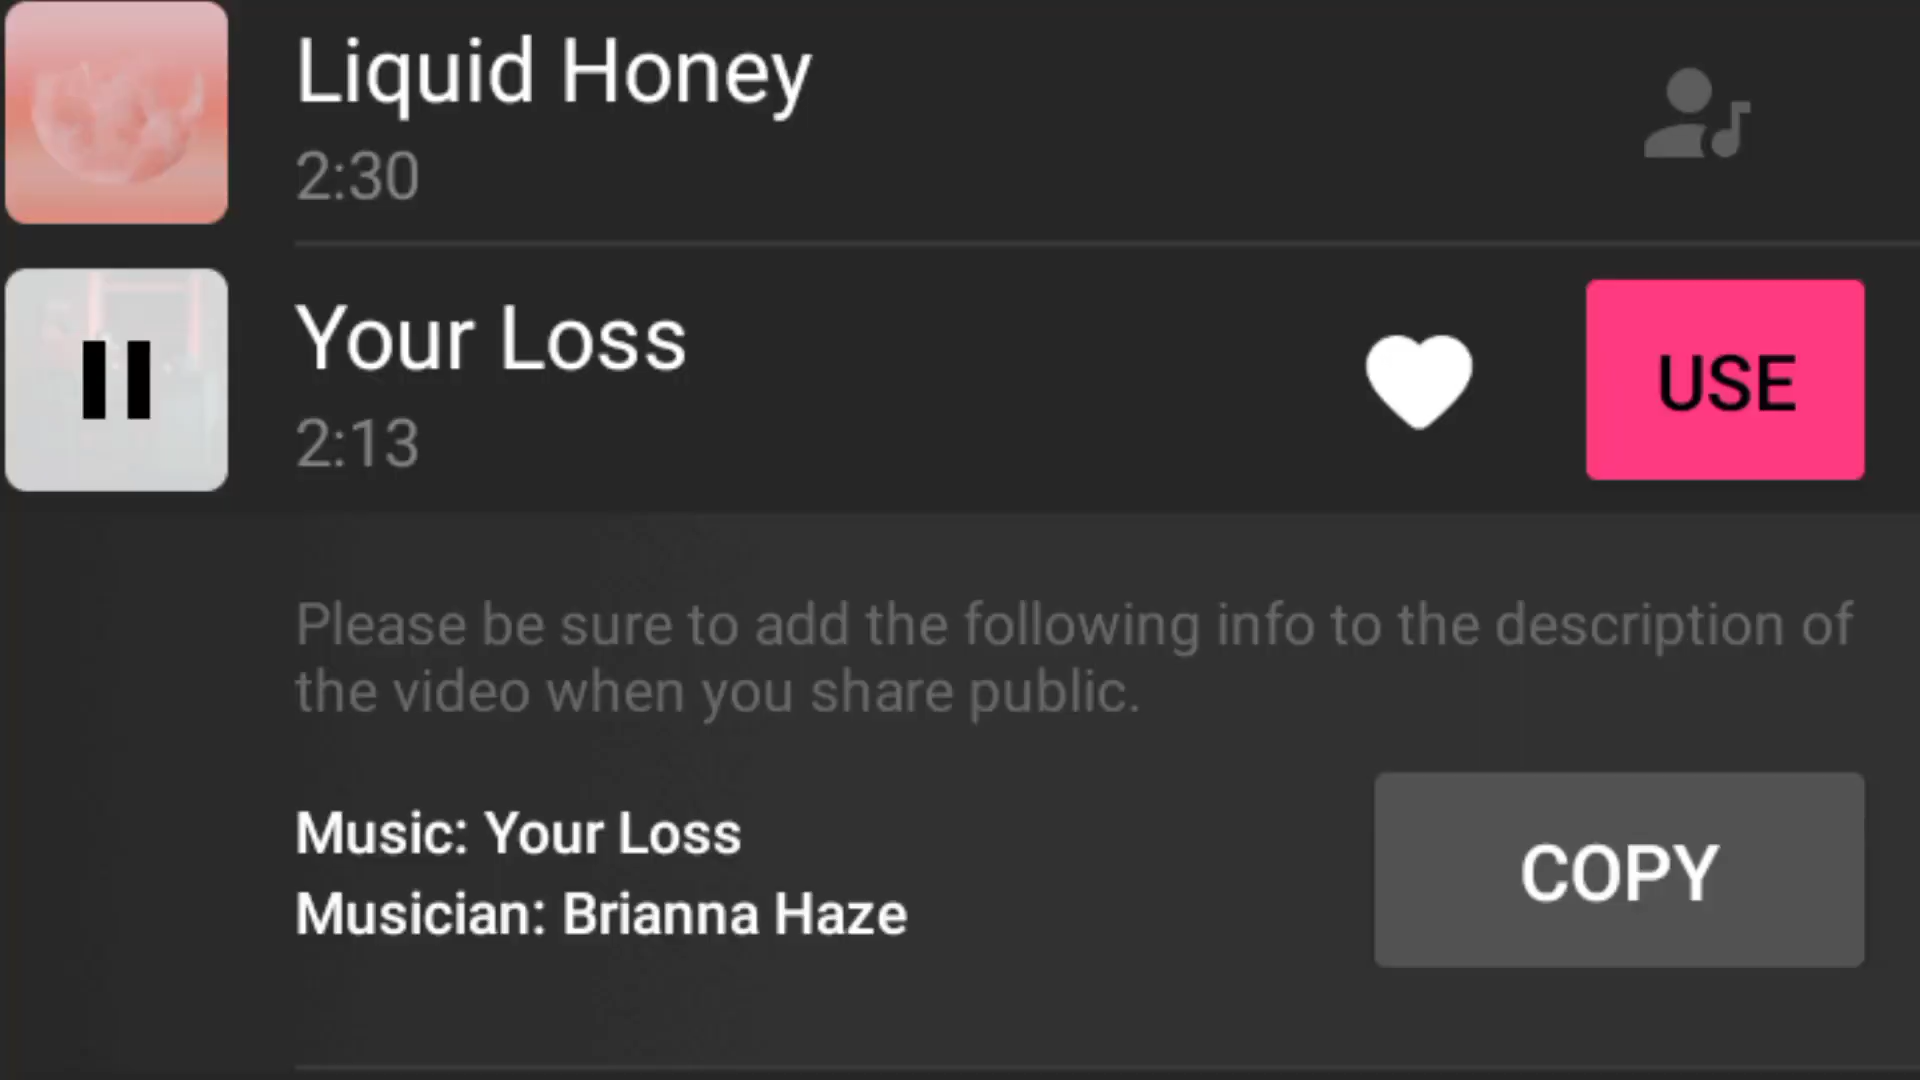 Liquid Honey
2:30
Your Loss
2:13
USE
Please be sure to add the following info to the description of
the video when you share public.
Music: Your Loss
Musician: Brianna Haze
COPY